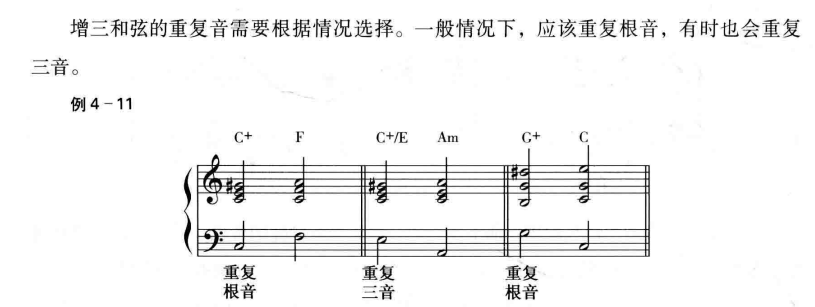 增三和弦的重复音需要根据情况选择。一般情况下，应该重复根音，有时也会重复
三音。
例 4－11
C+ F C+/E Am G+ C
重复 重复 重复
根音 三音 根音